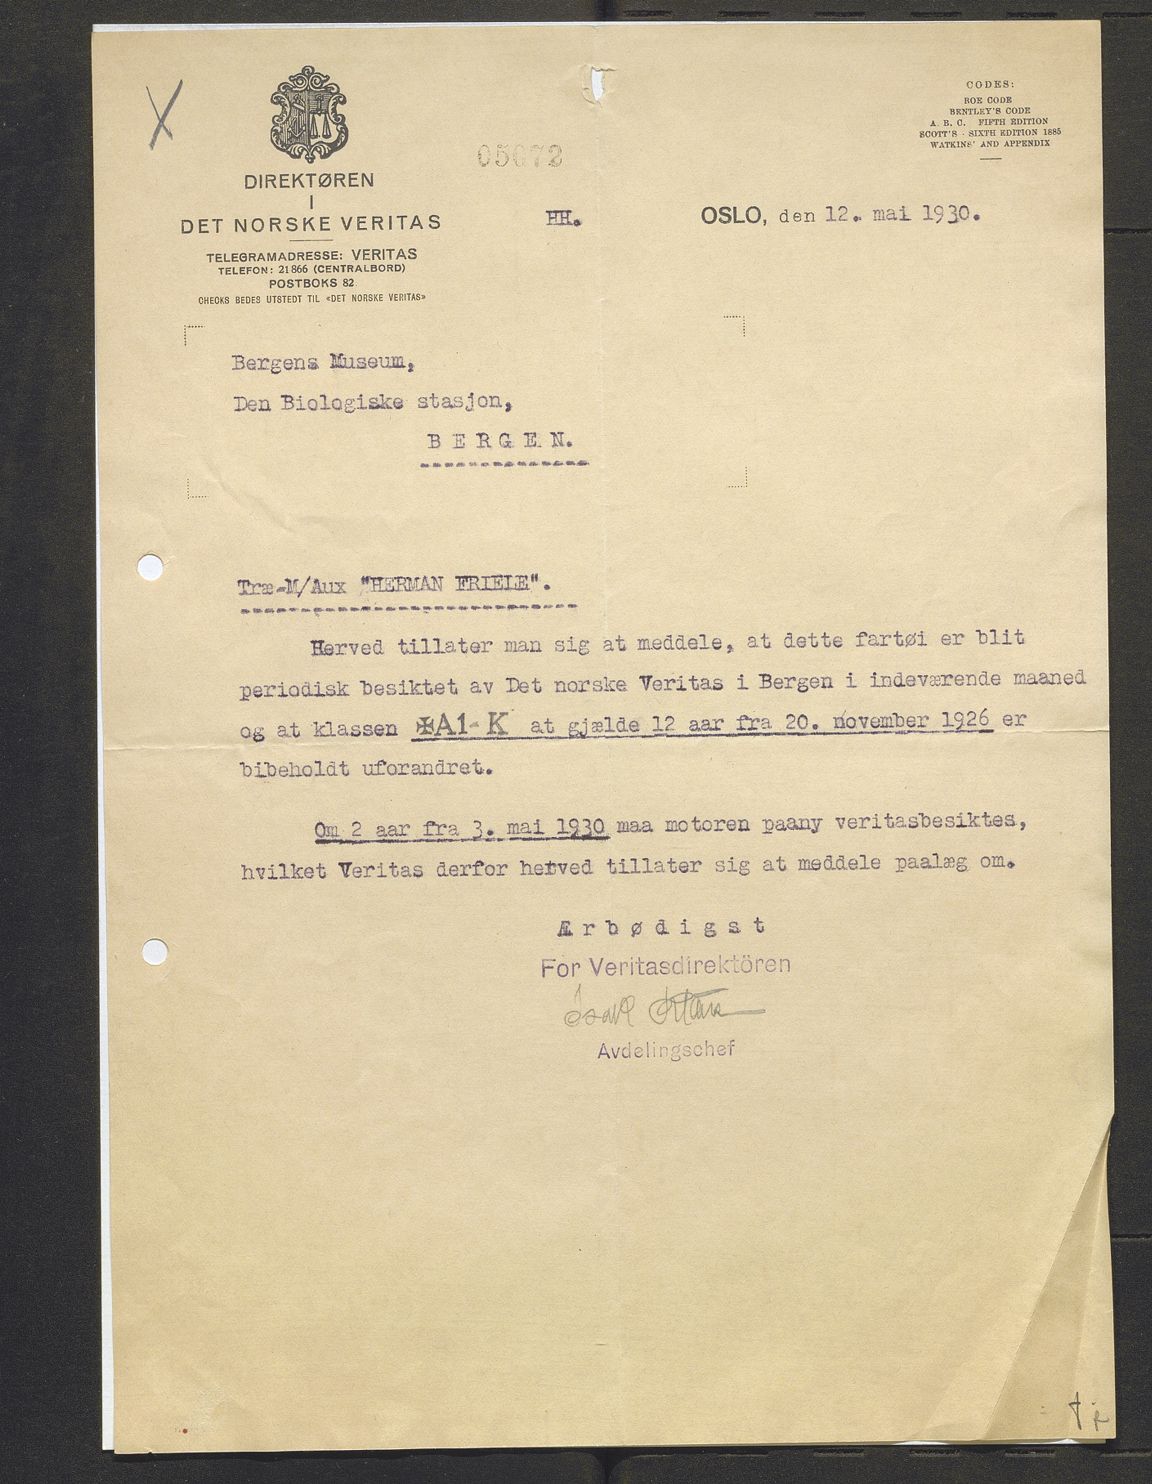 DIREKTØREN
I
DET NORSKE VERITAS
TELEGRAMADRESSE: VERITAS
TELEFON: 21866 (CENTRALBORD)
POSTBOKS 82
CHECKS BEDES UTSTEDT TIL «DET NORSKE VERITAS»
05672
HH.
CODES:
ROE CODE
BENTLEY'S CODE
A. B. C. FIFTH EDITION
SCOTT'S - SIXTH EDITION 1885
WATKINS' AND APPENDIX
OSLO, den 12. mai 1930.
Bergens Museum,
Den Biologiske stasjon,
BERGEN.
Træ-M/Aux "HERMAN FRIELE".
Herved tillater man sig at meddele, at dette fartøi er blit
periodisk besiktet av Det norske Veritas i Bergen i indeværende maaned
og at klassen ✠A1-K at gjælde 12 aar fra 20. november 1926 er
bibeholdt uforandret.
Om 2 aar fra 3. mai 1930 maa motoren paany veritasbesiktes,
hvilket Veritas derfor herved tillater sig at meddele paalæg om.
Ærbødigst
For Veritasdirektören
Avdelingschef